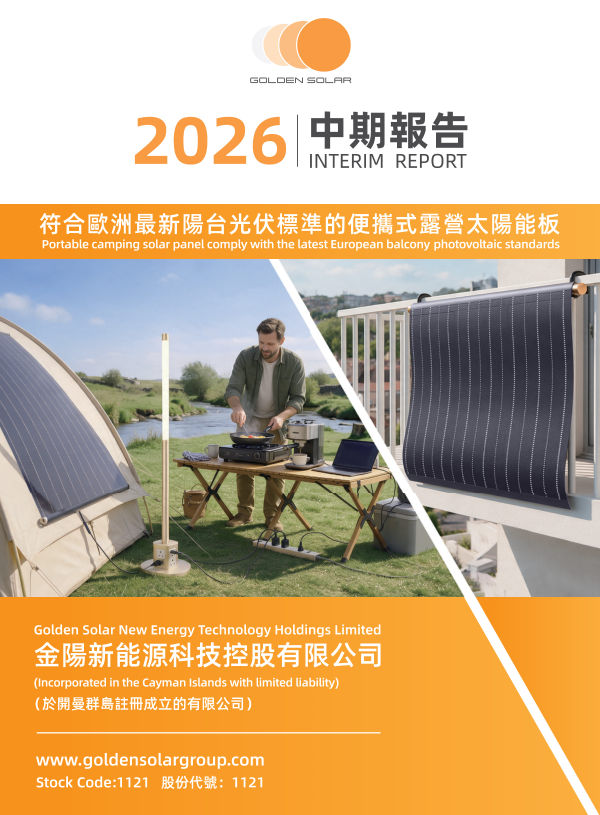 GOLDEN SOLAR
2026
中期報告
INTERIM REPORT
符合歐洲最新陽台光伏標準的便攜式露營太陽能板
Portable camping solar panel comply with the latest European balcony photovoltaic standards
Golden Solar New Energy Technology Holdings Limited
金陽新能源科技控股有限公司
(Incorporated in the Cayman Islands with limited liability)
(於開曼群島註冊成立的有限公司)
www.goldensolargroup.com
Stock Code:1121 股份代號：1121